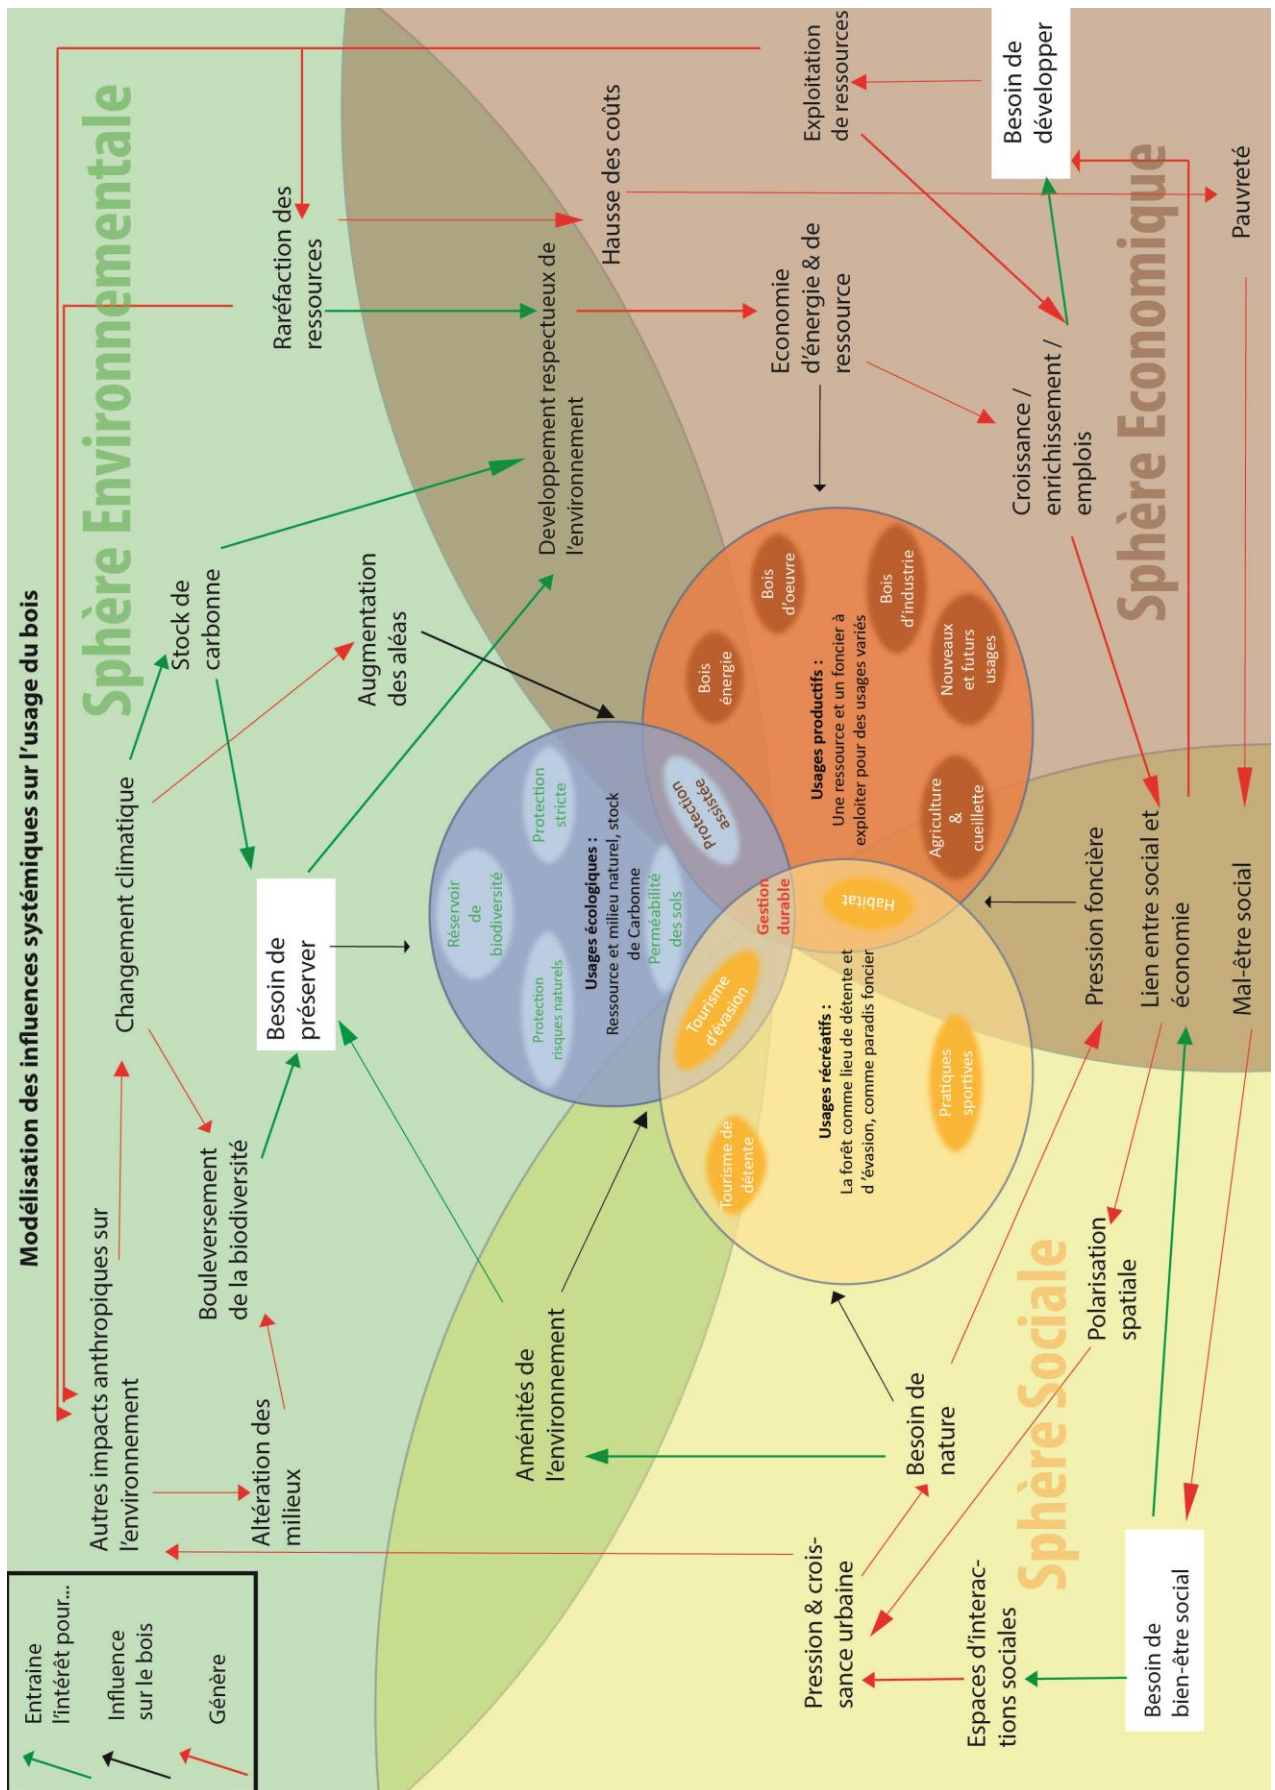 Modélisation des influences systémiques sur l'usage du bois
Entraine
l'intérêt pour...
Influence
sur le bois
Génère
Sphère Environnementale
Autres impacts anthropiques sur
l'environnement
Changement climatique
Stock de
carbonne
Altération des
milieux
Bouleversement
de la biodiversité
Besoin de
préserver
Augmentation
des aléas
Raréfaction des
ressources
Aménités de
l'environnement
Developpement respectueux de
l'environnement
Hausse des coûts
Réservoir
de
biodiversité
Protection
stricte
Protection
risques naturels
Usages écologiques :
Ressource et milieu naturel, stock
de Carbonne
Perméabilité
des sols
Protection
assistée
Tourisme
d'évasion
Gestion
durable
Habitat
Tourisme de
détente
Usages récréatifs :
La forêt comme lieu de détente et
d 'évasion, comme paradis foncier
Pratiques
sportives
Bois
énergie
Bois
d'oeuvre
Usages productifs :
Une ressource et un foncier à
exploiter pour des usages variés
Bois
d'industrie
Agriculture
&
cueillette
Nouveaux
et futurs
usages
Economie
d'énergie & de
ressource
Exploitation
de ressources
Pression & crois-
sance urbaine
Besoin de
nature
Espaces d'interac-
tions sociales
Sphère Sociale
Polarisation
spatiale
Pression foncière
Croissance /
enrichissement /
emplois
Besoin de
développer
Besoin de
bien-être social
Lien entre social et
économie
Sphère Economique
Mal-être social
Pauvreté